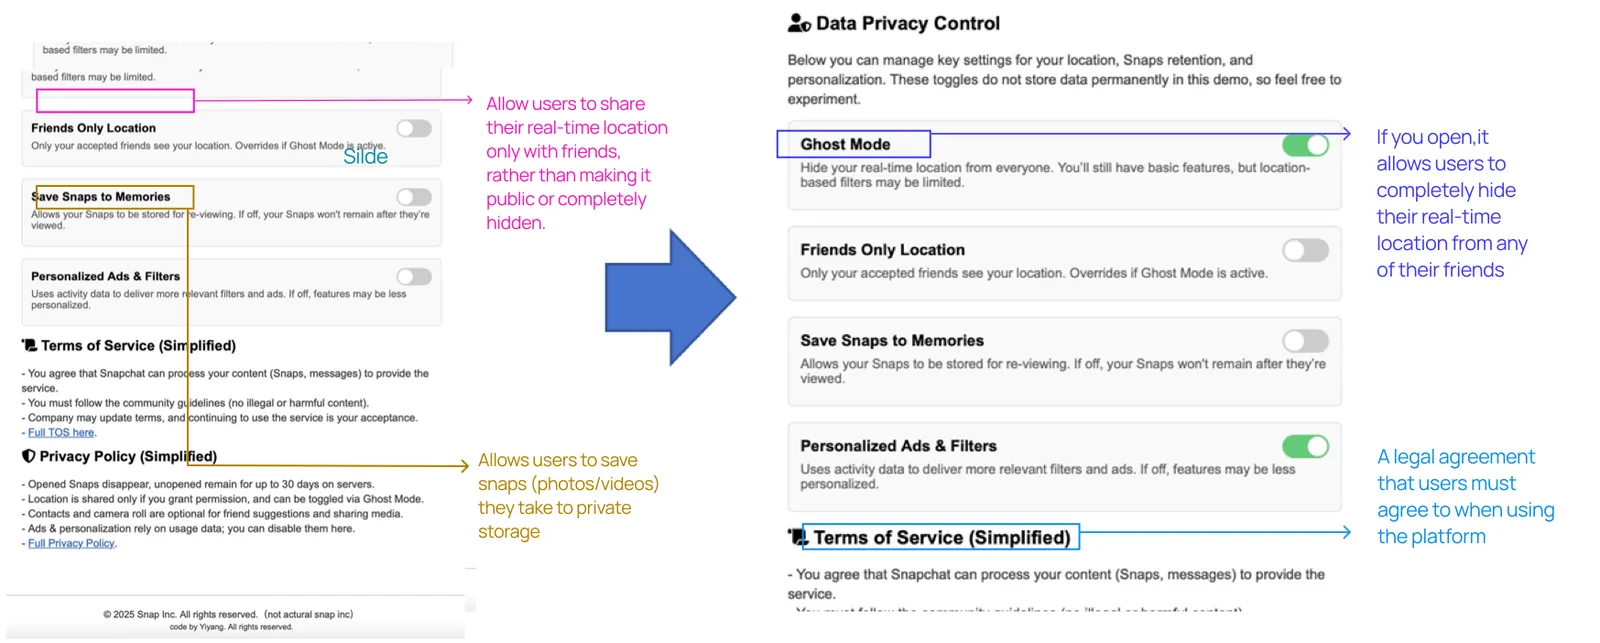 based filters may be limited.
based filters may be limited.
Friends Only Location
Only your accepted friends see your location. Overrides if Ghost Mode is active.
Silde
Save Snaps to Memories
Allows your Snaps to be stored for re-viewing. If off, your Snaps won't remain after they're
viewed.
Personalized Ads & Filters
Uses activity data to deliver more relevant filters and ads. If off, features may be less
personalized.
Terms of Service (Simplified)
- You agree that Snapchat can process your content (Snaps, messages) to provide the
service.
- You must follow the community guidelines (no illegal or harmful content).
- Company may update terms, and continuing to use the service is your acceptance.
- Full TOS here.
Privacy Policy (Simplified)
- Opened Snaps disappear, unopened remain for up to 30 days on servers.
- Location is shared only if you grant permission, and can be toggled via Ghost Mode.
- Contacts and camera roll are optional for friend suggestions and sharing media.
- Ads & personalization rely on usage data; you can disable them here.
- Full Privacy Policy.
© 2025 Snap Inc. All rights reserved. (not actural snap inc)
code by Yiyang. All rights reserved.
Allow users to share
their real-time location
only with friends,
rather than making it
public or completely
hidden.
Allows users to save
snaps (photos/videos)
they take to private
storage
Data Privacy Control
Below you can manage key settings for your location, Snaps retention, and
personalization. These toggles do not store data permanently in this demo, so feel free to
experiment.
Ghost Mode
Hide your real-time location from everyone. You'll still have basic features, but location-
based filters may be limited.
Friends Only Location
Only your accepted friends see your location. Overrides if Ghost Mode is active.
Save Snaps to Memories
Allows your Snaps to be stored for re-viewing. If off, your Snaps won't remain after they're
viewed.
Personalized Ads & Filters
Uses activity data to deliver more relevant filters and ads. If off, features may be less
personalized.
Terms of Service (Simplified)
- You agree that Snapchat can process your content (Snaps, messages) to provide the
service.
- You must follow the community guidelines (no illegal or harmful content)
If you open,it
allows users to
completely hide
their real-time
location from any
of their friends
A legal agreement
that users must
agree to when using
the platform